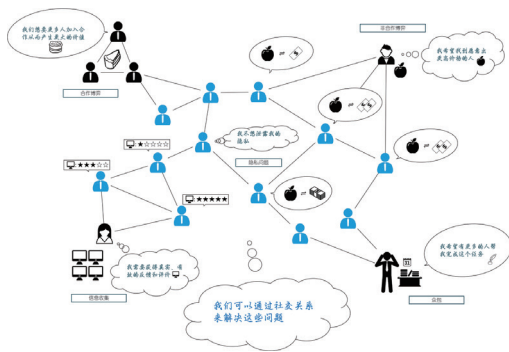 我们想要更多人加入合
作从而产生更大的价值
合作博弈
非合作博弈
我希望找到愿意出
更高价格的人
我不想泄露我的
隐私
隐私问题
我需要获得真实、有
效的反馈和评价
信息收集
我希望有更多的人帮
我完成这个任务
31
众包
我们可以通过社交关系
来解决这些问题